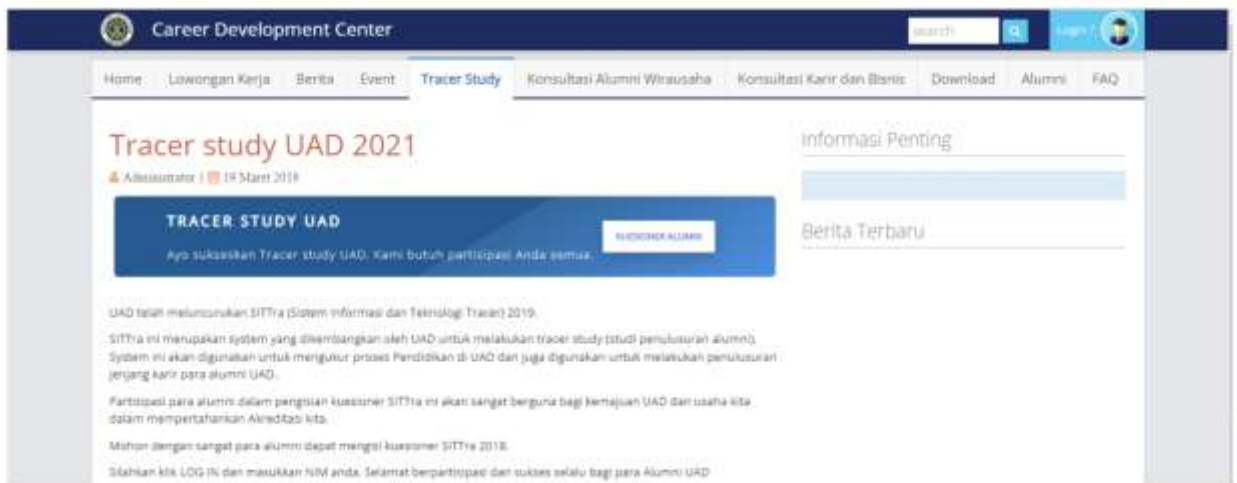 Career Development Center
search
Login
Home Lowongan Kerja Berita Event Tracer Study Konsultasi Alumni Wirausaha Konsultasi Karir dan Bisnis Download Alumni FAQ
Tracer study UAD 2021
Informasi Penting
Administrator | 19 Maret 2019
TRACER STUDY UAD
KUESIONER ALUMNI
Ayo sukseskan Tracer study UAD. Kami butuh partisipasi Anda semua.
Berita Terbaru
UAD telah meluncurukan SITTra (Sistem Informasi dan Teknologi Tracer) 2019.
SITTra ini merupakan system yang dikembangkan oleh UAD untuk melakukan tracer study (studi penulusuran alumni).
System ini akan digunakan untuk mengukur proses Pendidikan di UAD dan juga digunakan untuk melakukan penulusuran
jenjang karir para alumni UAD.
Partisipasi para alumni dalam pengisian kuesioner SITTra ini akan sangat berguna bagi kemajuan UAD dan usaha kita
dalam mempertahankan Akreditasi kita.
Mohon dengan sangat para alumni dapat mengisi kuesioner SITTra 2018.
Silahkan klik LOG IN dan masukkan NIM anda. Selamat berpartisipasi dan sukses selalu bagi para Alumni UAD